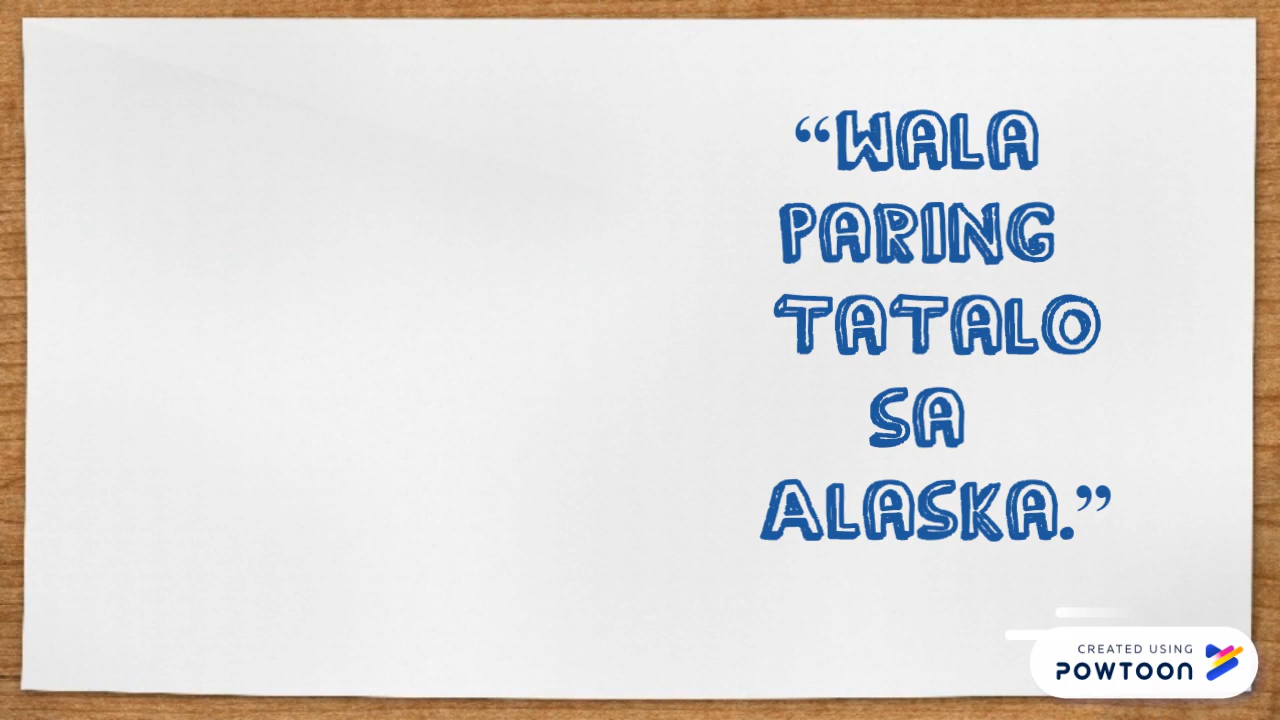 “WALA
PARING
TATALO
SA
ALASKA.”
CREATED USING
POWTOON